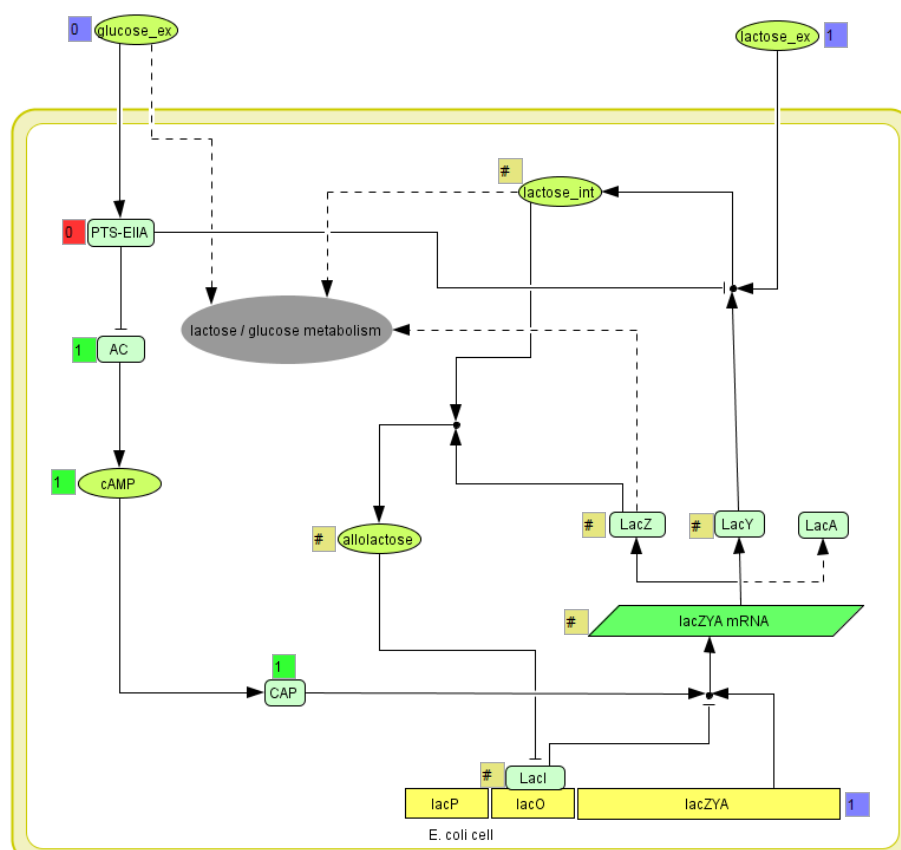 0 glucose_ex
lactose_ex 1
# lactose_int
0 PTS-EIIA
lactose / glucose metabolism
1 AC
1 cAMP
# allolactose
# LacZ
# LacY
LacA
# lacZYA mRNA
1
CAP
# LacI
lacP
lacO
lacZYA
1
E. coli cell